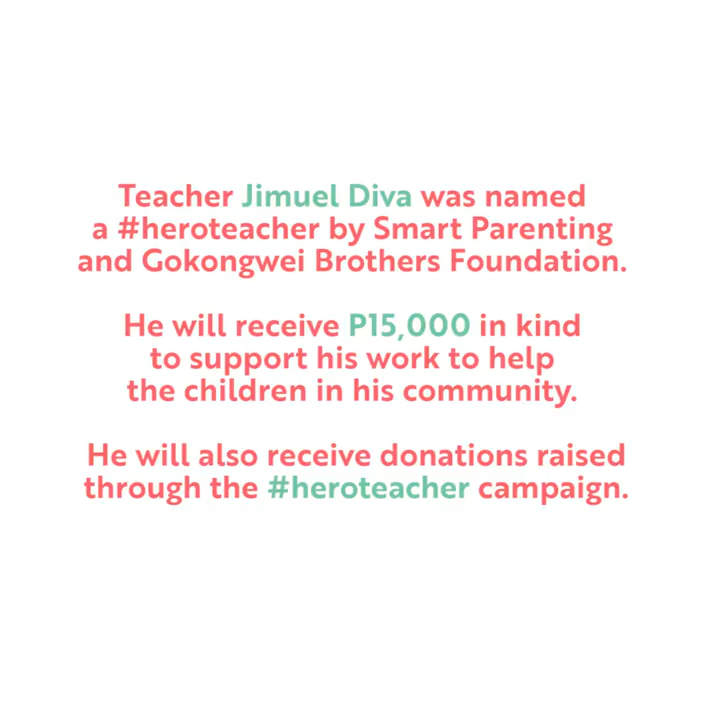 Teacher Jimuel Diva was named
a #heroteacher by Smart Parenting
and Gokongwei Brothers Foundation.
He will receive P15,000 in kind
to support his work to help
the children in his community.
He will also receive donations raised
through the #heroteacher campaign.